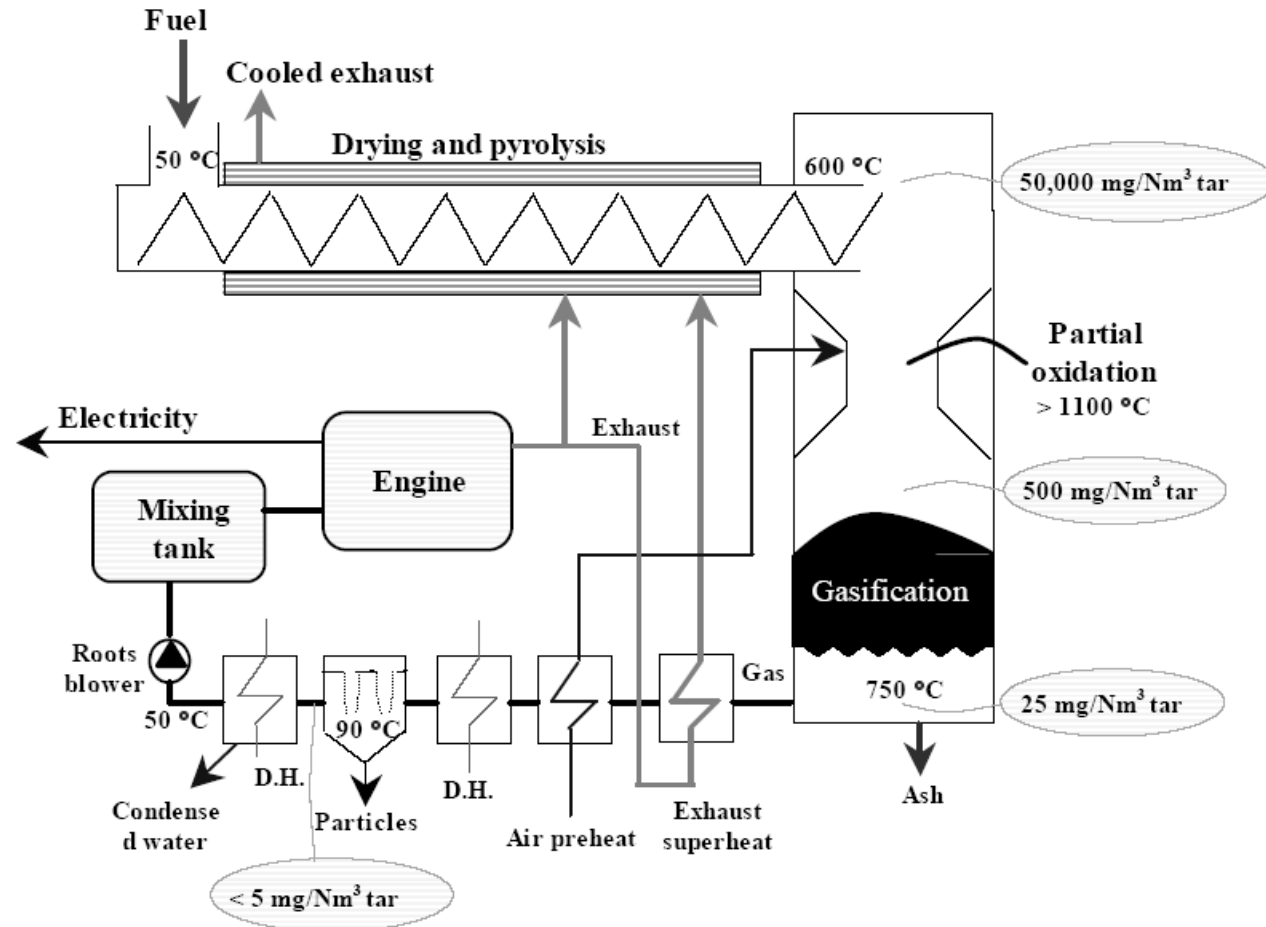 Fuel
Cooled exhaust
Drying and pyrolysis
50 °C
600 °C
50,000 mg/Nm³ tar
Partial
oxidation
> 1100 °C
Electricity
Exhaust
Engine
Mixing
tank
500 mg/Nm³ tar
Gasification
Roots
blower
Gas
50 °C
90 °C
750 °C
25 mg/Nm³ tar
D.H.
D.H.
Condense
d water
Particles
Air preheat
Exhaust
superheat
Ash
< 5 mg/Nm³ tar